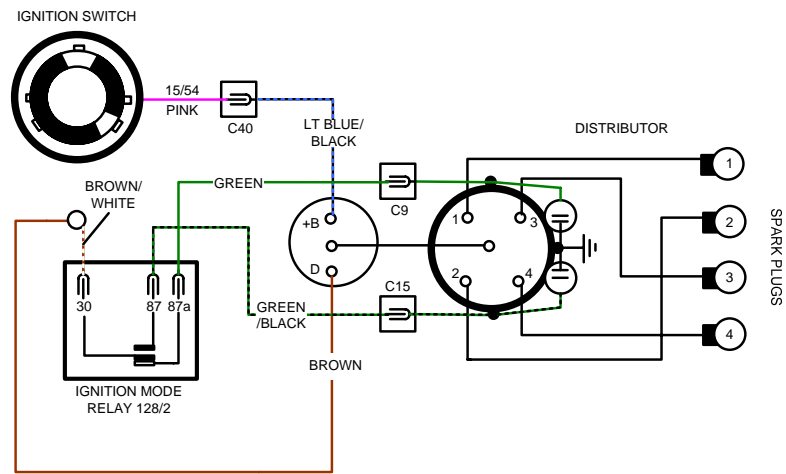 IGNITION SWITCH
15/54
PINK
C40
LT BLUE/
BLACK
DISTRIBUTOR
1
BROWN/
WHITE
GREEN
C9
+B
1
3
2
SPARK PLUGS
D
2
4
3
30
87
87a
C15
GREEN
/BLACK
4
BROWN
IGNITION MODE
RELAY 128/2